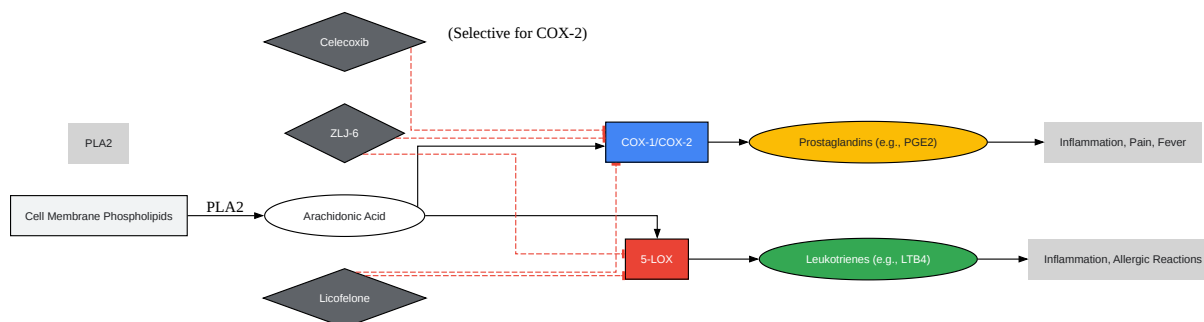 Celecoxib
(Selective for COX-2)
ZLJ-6
PLA2
COX-1/COX-2
Prostaglandins (e.g., PGE2)
Inflammation, Pain, Fever
Cell Membrane Phospholipids
PLA2
Arachidonic Acid
5-LOX
Leukotrienes (e.g., LTB4)
Inflammation, Allergic Reactions
Licofelone